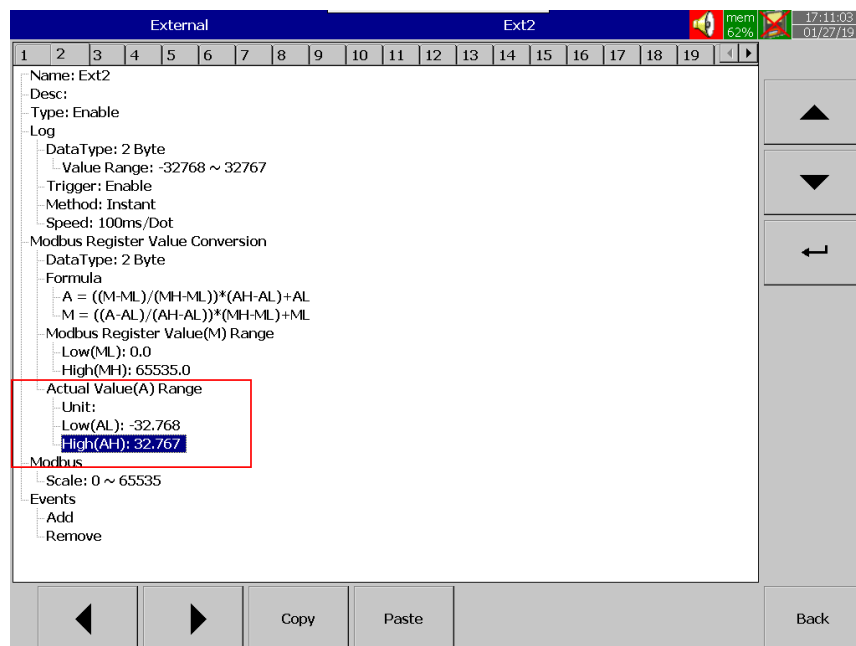 External
Ext2
mem
62%
17:11:03
01/27/19
1 2 3 4 5 6 7 8 9 10 11 12 13 14 15 16 17 18 19
Name: Ext2
Desc:
Type: Enable
Log
DataType: 2 Byte
Value Range: -32768 ~ 32767
Trigger: Enable
Method: Instant
Speed: 100ms/Dot
Modbus Register Value Conversion
DataType: 2 Byte
Formula
A = ((M-ML)/(MH-ML))*(AH-AL)+AL
M = ((A-AL)/(AH-AL))*(MH-ML)+ML
Modbus Register Value(M) Range
Low(ML): 0.0
High(MH): 65535.0
Actual Value(A) Range
Unit:
Low(AL): -32.768
High(AH): 32.767
Modbus
Scale: 0 ~ 65535
Events
Add
Remove
Copy
Paste
Back